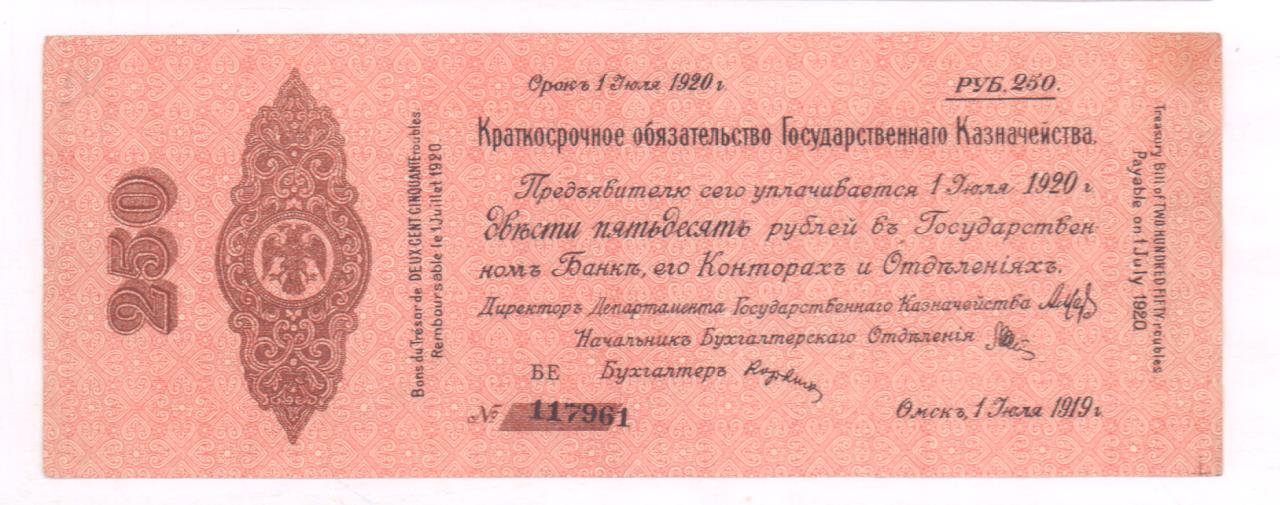 250
Bons du Trésor de DEUX CENT CINQUANTE roubles.
Remboursable le 1 Juillet 1920.
Срокъ 1 Іюля 1920 г.
РУБ. 250.
Краткосрочное обязательство Государственнаго Казначейства.
Предъявителю сего уплачивается 1 Іюля 1920 г
двѣсти пятьдесятъ рублей въ Государствен
номъ Банкѣ, его Конторахъ и Отдѣленіяхъ.
Директоръ Департамента Государственнаго Казначейства
Начальникъ Бухгалтерскаго Отдѣленія
БЕ Бухгалтеръ
№ 117961
Омскъ, 1 Іюля 1919 г
Treasury Bill of TWO HUNDRED FIFTY roubles
Payable on 1 July 1920.